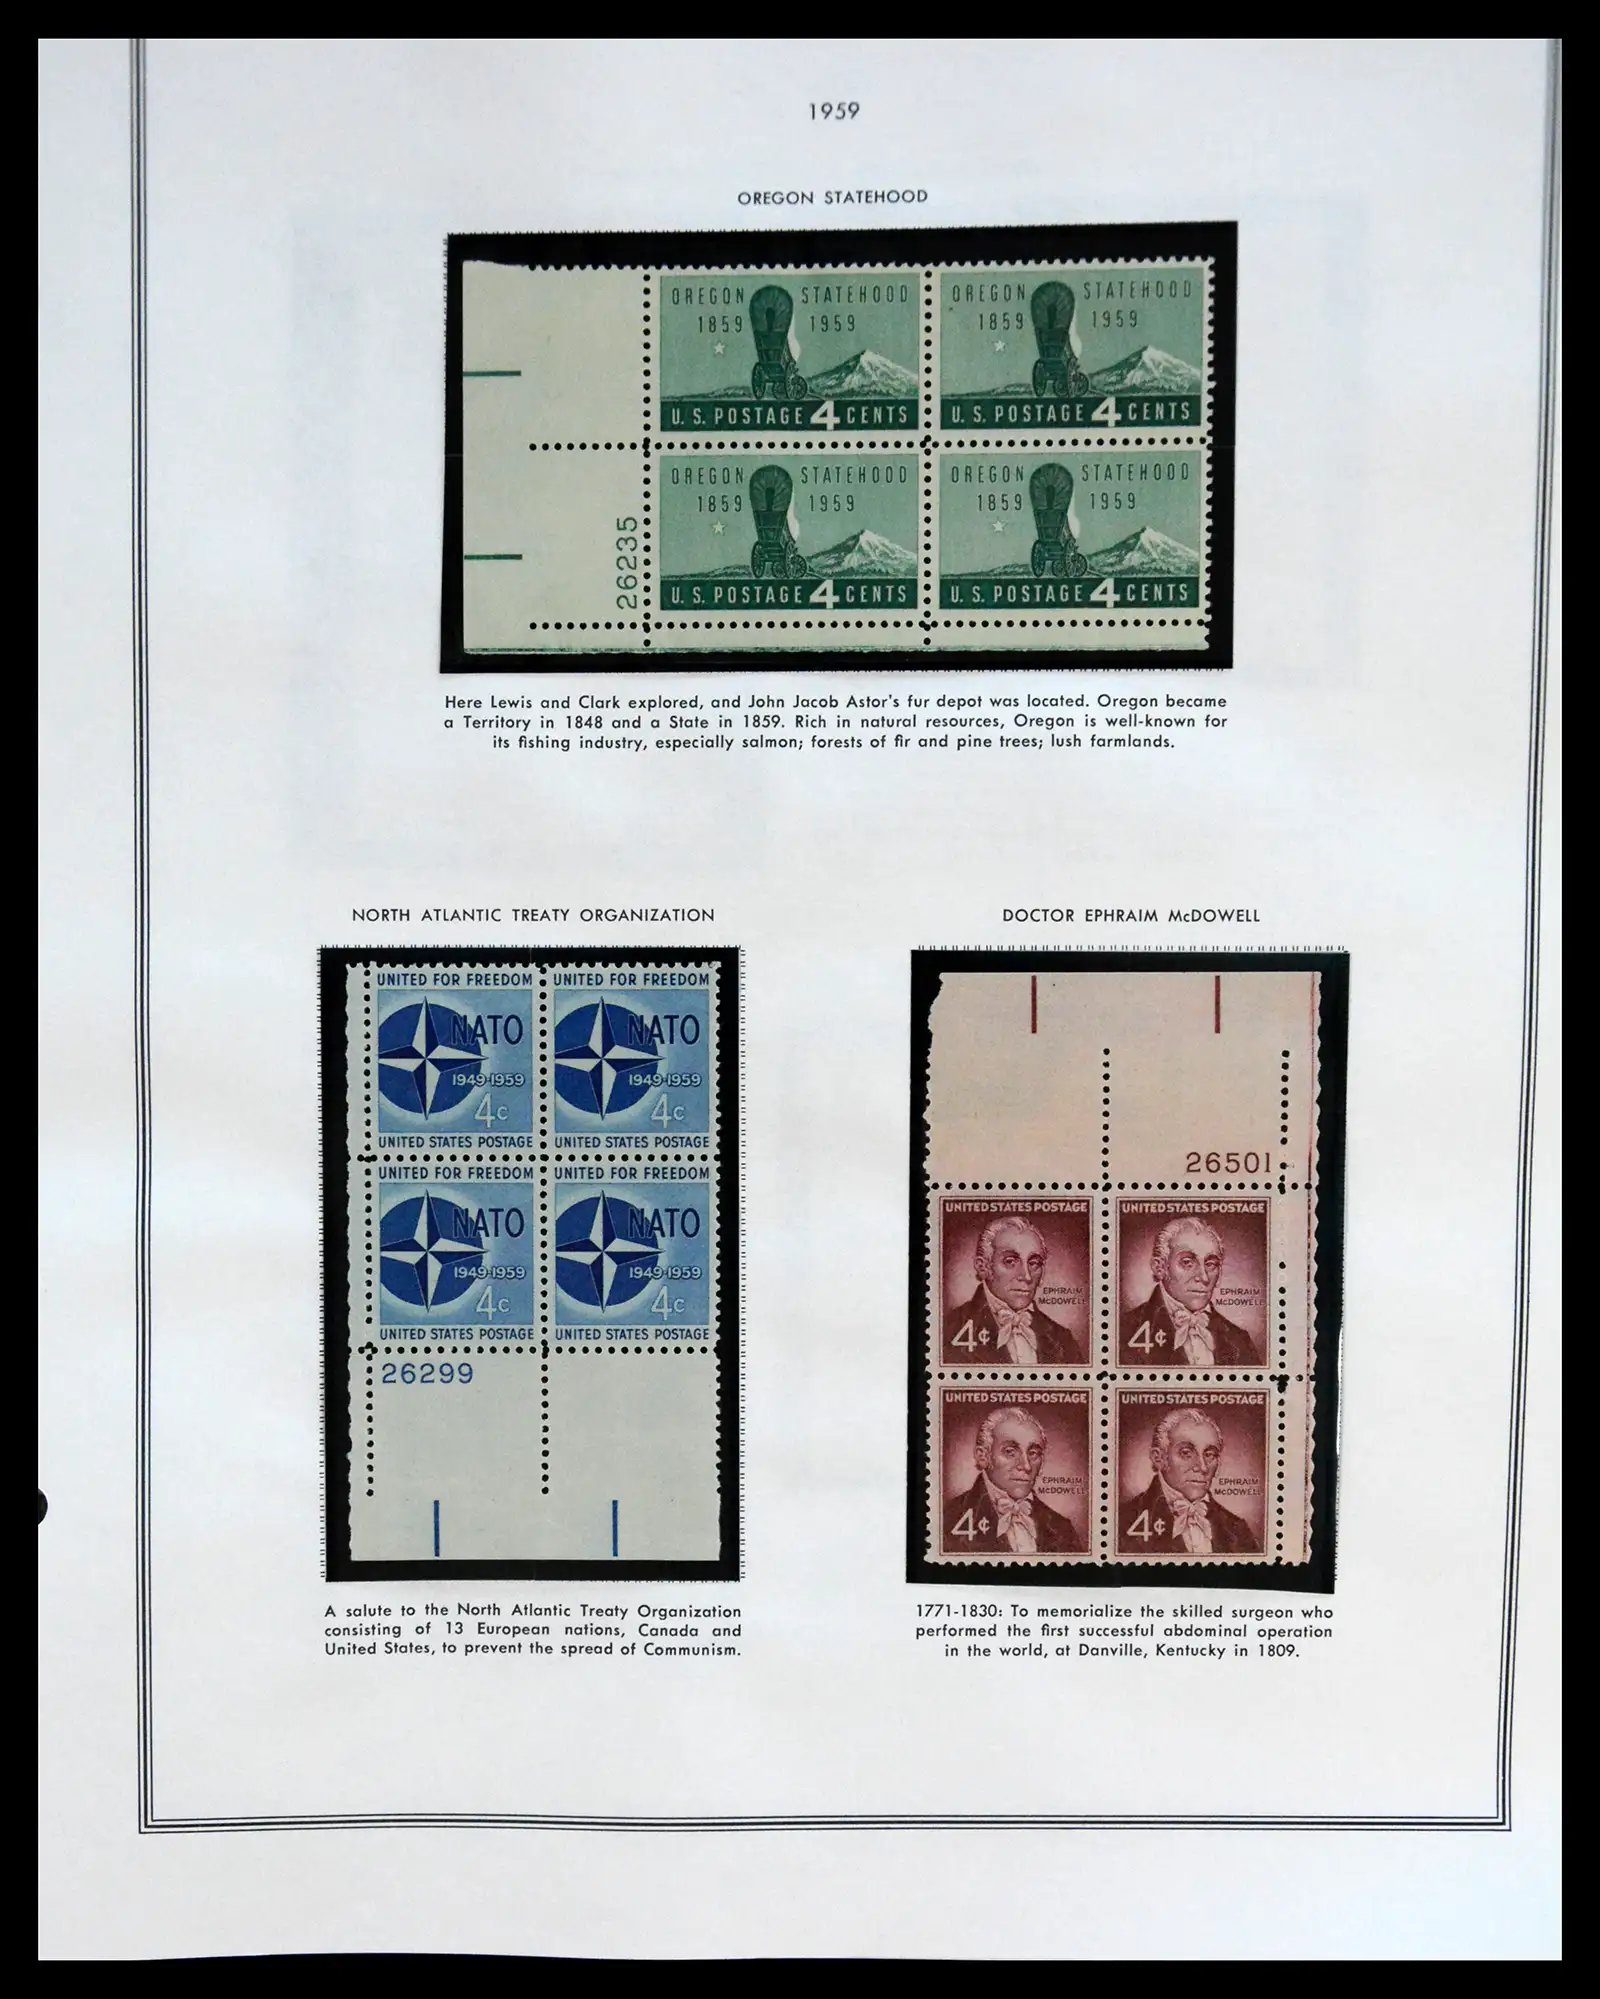 1959
OREGON STATEHOOD
OREGON STATEHOOD
1859 1959
U.S. POSTAGE 4 CENTS
OREGON STATEHOOD
1859 1959
U.S. POSTAGE 4 CENTS
OREGON STATEHOOD
1859 1959
U.S. POSTAGE 4 CENTS
OREGON STATEHOOD
1859 1959
U.S. POSTAGE 4 CENTS
26235
Here Lewis and Clark explored, and John Jacob Astor's fur depot was located. Oregon became
a Territory in 1848 and a State in 1859. Rich in natural resources, Oregon is well-known for
its fishing industry, especially salmon; forests of fir and pine trees; lush farmlands.
NORTH ATLANTIC TREATY ORGANIZATION
UNITED FOR FREEDOM
NATO
1949-1959
4c
UNITED STATES POSTAGE
UNITED FOR FREEDOM
NATO
1949-1959
4c
UNITED STATES POSTAGE
UNITED FOR FREEDOM
NATO
1949-1959
4c
UNITED STATES POSTAGE
UNITED FOR FREEDOM
NATO
1949-1959
4c
UNITED STATES POSTAGE
26299
A salute to the North Atlantic Treaty Organization
consisting of 13 European nations, Canada and
United States, to prevent the spread of Communism.
DOCTOR EPHRAIM McDOWELL
26501
UNITED STATES POSTAGE
EPHRAIM
McDOWELL
4¢
UNITED STATES POSTAGE
EPHRAIM
McDOWELL
4¢
UNITED STATES POSTAGE
EPHRAIM
McDOWELL
4¢
UNITED STATES POSTAGE
EPHRAIM
McDOWELL
4¢
1771-1830: To memorialize the skilled surgeon who
performed the first successful abdominal operation
in the world, at Danville, Kentucky in 1809.